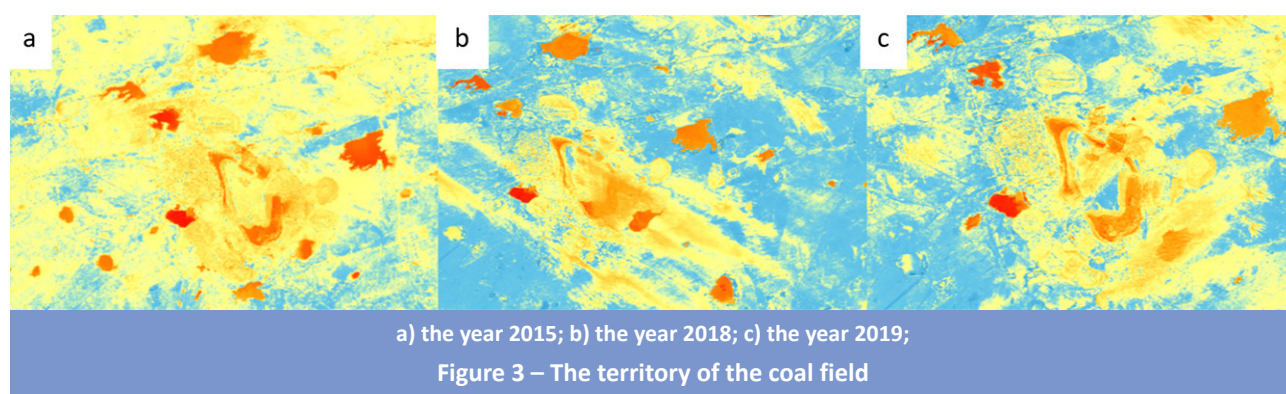 a
b
c
a) the year 2015; b) the year 2018; c) the year 2019;
Figure 3 – The territory of the coal field